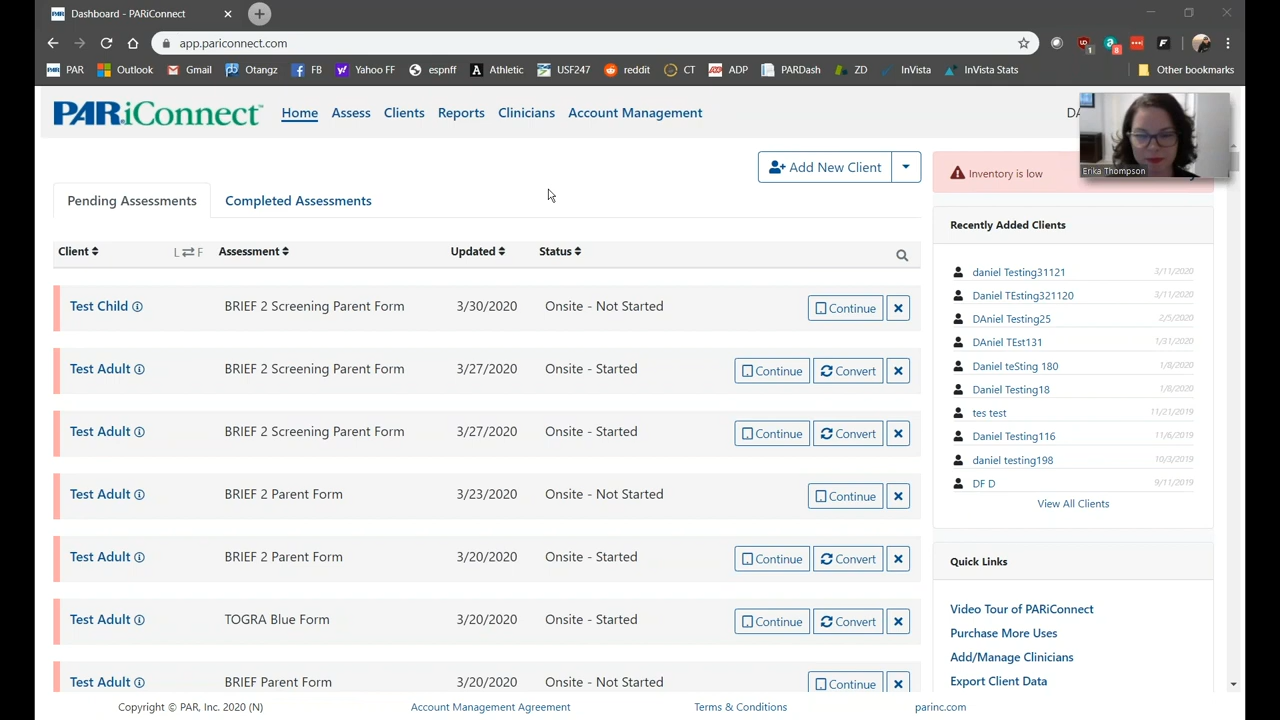 PAR Dashboard - PARiConnect
app.pariconnect.com
PAR Outlook Gmail Otangz FB Yahoo FF espnff Athletic USF247 reddit CT ADP PARDash ZD InVista InVista Stats Other bookmarks
PARiConnect™ Home Assess Clients Reports Clinicians Account Management DA
Erika Thompson
Add New Client
Inventory is low
Pending Assessments Completed Assessments
Recently Added Clients
Client L F Assessment Updated Status
daniel Testing31121 3/11/2020
Daniel TEsting321120 3/11/2020
DAniel Testing25 2/5/2020
DAniel TEst131 1/31/2020
Daniel teSting 180 1/8/2020
Daniel Testing18 1/8/2020
tes test 11/21/2019
Daniel Testing116 11/6/2019
daniel testing198 10/3/2019
DF D 9/11/2019
View All Clients
Test Child BRIEF 2 Screening Parent Form 3/30/2020 Onsite - Not Started Continue
Test Adult BRIEF 2 Screening Parent Form 3/27/2020 Onsite - Started Continue Convert
Test Adult BRIEF 2 Screening Parent Form 3/27/2020 Onsite - Started Continue Convert
Test Adult BRIEF 2 Parent Form 3/23/2020 Onsite - Not Started Continue
Test Adult BRIEF 2 Parent Form 3/20/2020 Onsite - Started Continue Convert
Test Adult TOGRA Blue Form 3/20/2020 Onsite - Started Continue Convert
Test Adult BRIEF Parent Form 3/20/2020 Onsite - Not Started Continue
Quick Links
Video Tour of PARiConnect
Purchase More Uses
Add/Manage Clinicians
Export Client Data
Copyright © PAR, Inc. 2020 (N) Account Management Agreement Terms & Conditions parinc.com